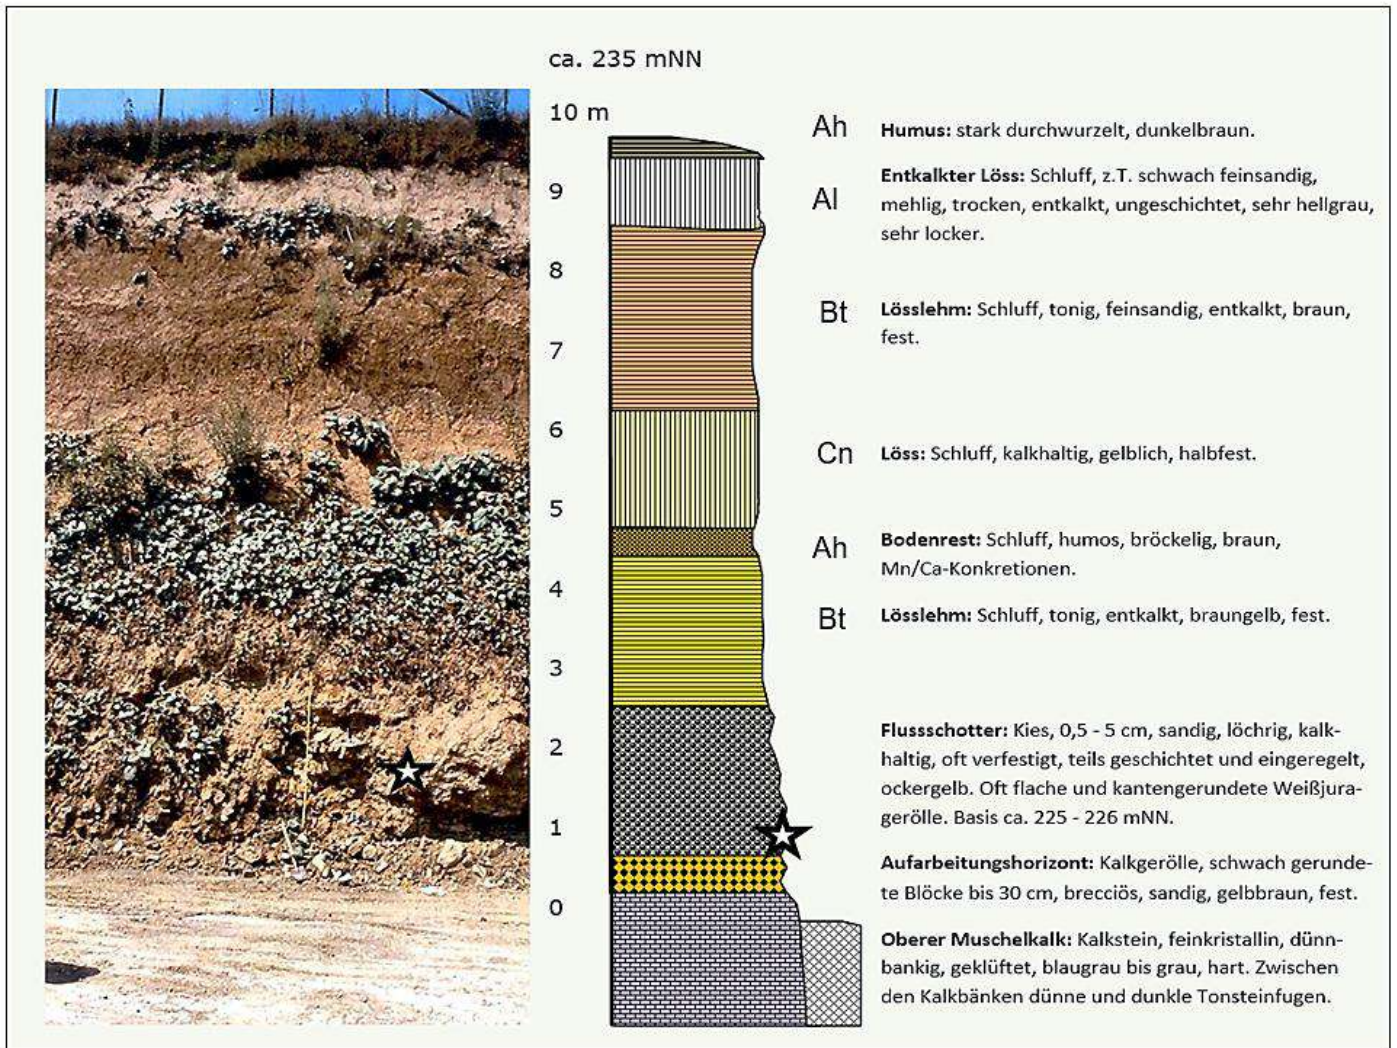 ca. 235 mNN
10 m
9
8
7
6
5
4
3
2
1
0
Ah
Humus: stark durchwurzelt, dunkelbraun.
Al
Entkalkter Löss: Schluff, z.T. schwach feinsandig,
mehlig, trocken, entkalkt, ungeschichtet, sehr hellgrau,
sehr locker.
Bt
Lösslehm: Schluff, tonig, feinsandig, entkalkt, braun,
fest.
Cn
Löss: Schluff, kalkhaltig, gelblich, halbfest.
Ah
Bodenrest: Schluff, humos, bröckelig, braun,
Mn/Ca-Konkretionen.
Bt
Lösslehm: Schluff, tonig, entkalkt, braungelb, fest.
Flussschotter: Kies, 0,5 - 5 cm, sandig, löchrig, kalk-
haltig, oft verfestigt, teils geschichtet und eingeregelt,
ockergelb. Oft flache und kantengerundete Weißjura-
gerölle. Basis ca. 225 - 226 mNN.
Aufarbeitungshorizont: Kalkgerölle, schwach gerunde-
te Blöcke bis 30 cm, brecciös, sandig, gelbbraun, fest.
Oberer Muschelkalk: Kalkstein, feinkristallin, dünn-
bankig, geklüftet, blaugrau bis grau, hart. Zwischen
den Kalkbänken dünne und dunkle Tonsteinfugen.